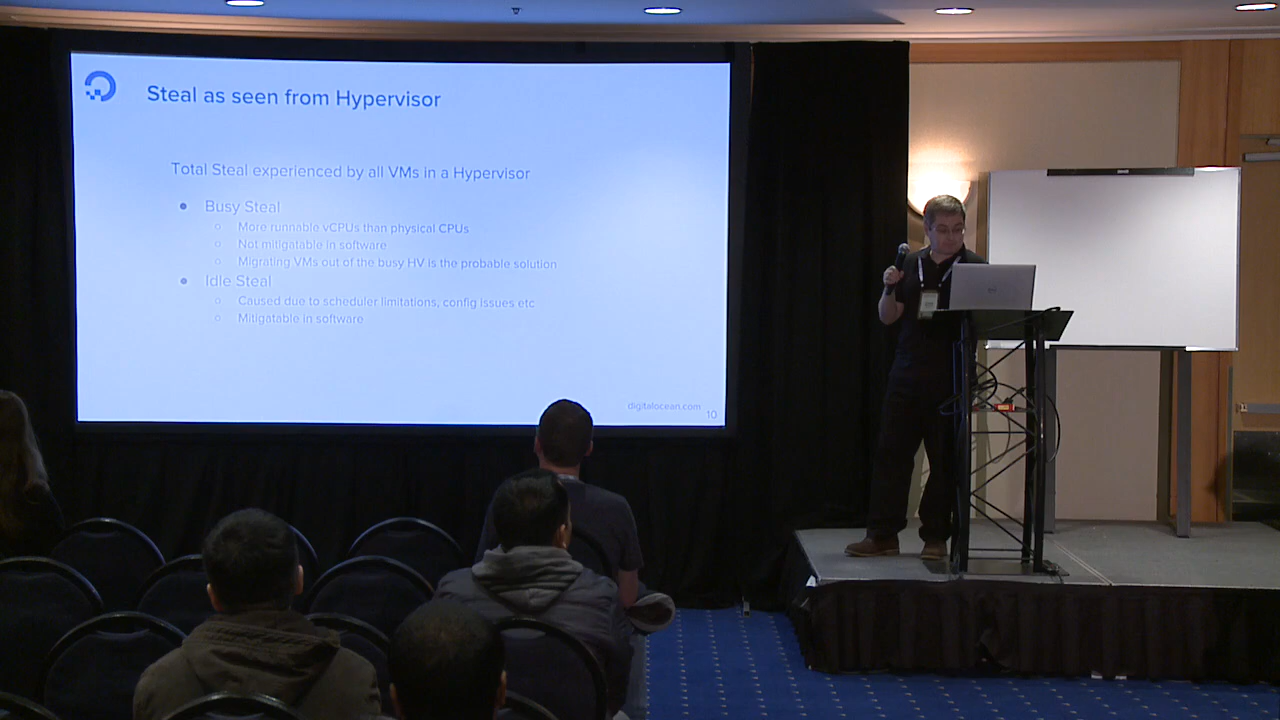 Steal as seen from Hypervisor
Total Steal experienced by all VMs in a Hypervisor
Busy Steal
More runnable vCPUs than physical CPUs
Not mitigatable in software
Migrating VMs out of the busy HV is the probable solution
Idle Steal
Caused due to scheduler limitations, config issues etc
Mitigatable in software
digitalocean.com
10